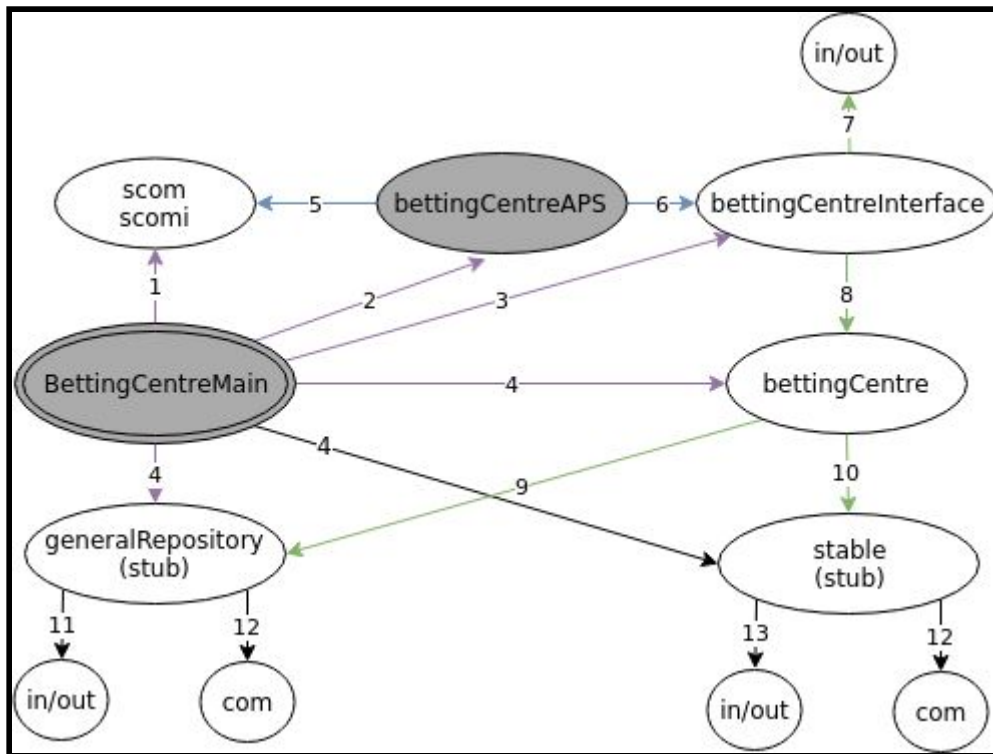 in/out
7
scom
scomi
5
bettingCentreAPS
6
bettingCentreInterface
1
2
3
8
BettingCentreMain
4
bettingCentre
4
4
9
10
generalRepository
(stub)
stable
(stub)
11
12
13
12
in/out
com
in/out
com